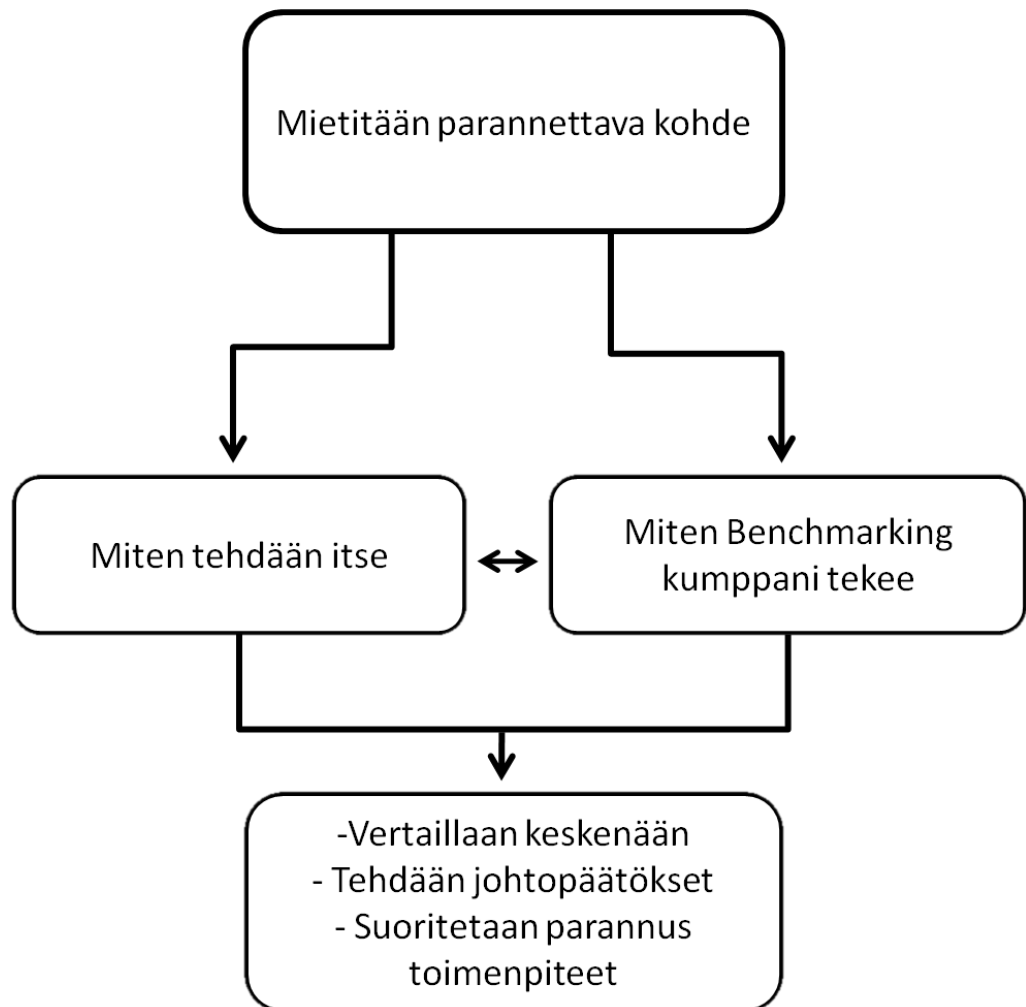 Mietitään parannettava kohde
Miten tehdään itse
Miten Benchmarking
kumppani tekee
-Vertaillaan keskenään
- Tehdään johtopäätökset
- Suoritetaan parannus
toimenpiteet